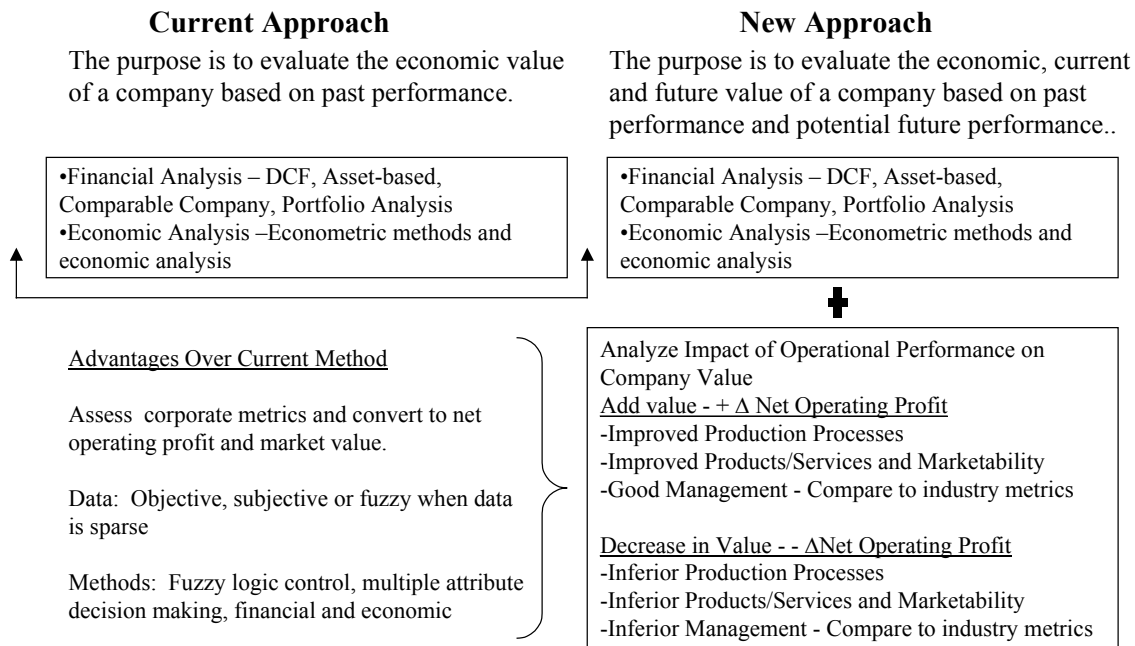 Current Approach
The purpose is to evaluate the economic value
of a company based on past performance.
•Financial Analysis – DCF, Asset-based,
Comparable Company, Portfolio Analysis
•Economic Analysis –Econometric methods and
economic analysis
New Approach
The purpose is to evaluate the economic, current
and future value of a company based on past
performance and potential future performance..
•Financial Analysis – DCF, Asset-based,
Comparable Company, Portfolio Analysis
•Economic Analysis –Econometric methods and
economic analysis
Advantages Over Current Method
Assess corporate metrics and convert to net
operating profit and market value.
Data: Objective, subjective or fuzzy when data
is sparse
Methods: Fuzzy logic control, multiple attribute
decision making, financial and economic
Analyze Impact of Operational Performance on
Company Value
Add value - + Δ Net Operating Profit
-Improved Production Processes
-Improved Products/Services and Marketability
-Good Management - Compare to industry metrics
Decrease in Value - - ΔNet Operating Profit
-Inferior Production Processes
-Inferior Products/Services and Marketability
-Inferior Management - Compare to industry metrics